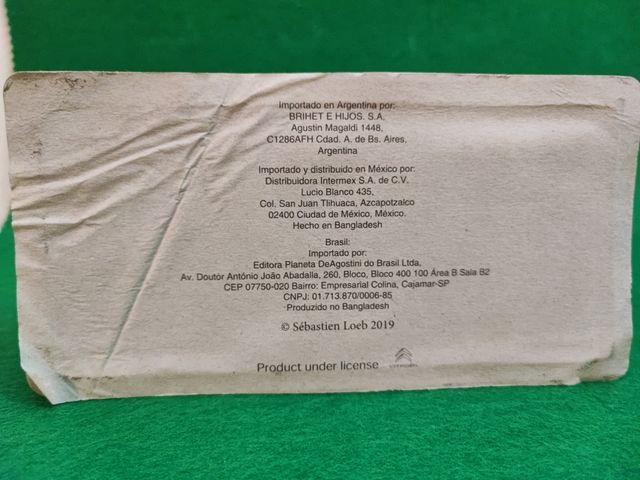 Importado en Argentina por:
BRIHET E HIJOS. S.A.
Agustin Magaldi 1448,
C1286AFH Cdad. A. de Bs. Aires,
Argentina
Importado y distribuido en México por:
Distribuidora Intermex S.A. de C.V.
Lucio Blanco 435,
Col. San Juan Tlihuaca, Azcapotzalco
02400 Ciudad de México, México.
Hecho en Bangladesh
Brasil:
Importado por:
Editora Planeta DeAgostini do Brasil Ltda.
Av. Doutor Antônio João Abadalla, 260, Bloco, Bloco 400 100 Área B Sala B2
CEP 07750-020 Bairro: Empresarial Colina, Cajamar-SP
CNPJ: 01.713.870/0006-85
Produzido no Bangladesh
© Sébastien Loeb 2019
Product under license
CITROËN